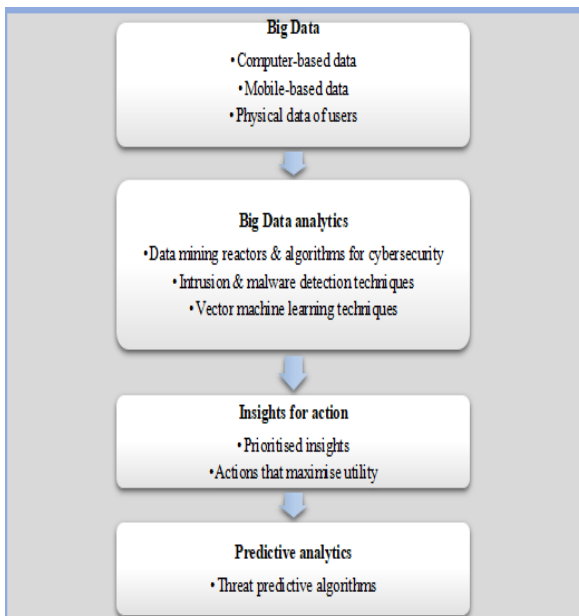 Big Data
•Computer-based data
•Mobile-based data
•Physical data of users
Big Data analytics
•Data mining reactors & algorithms for cybersecurity
•Intrusion & malware detection techniques
•Vector machine learning techniques
Insights for action
•Prioritised insights
•Actions that maximise utility
Predictive analytics
•Threat predictive algorithms